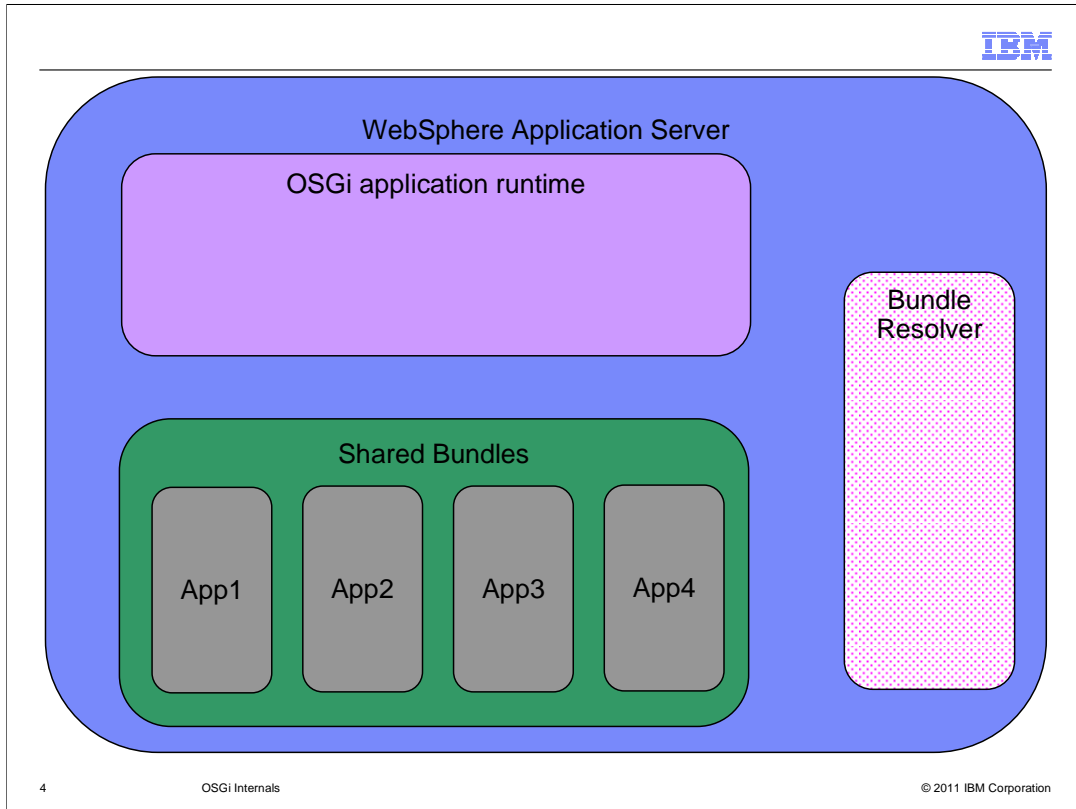 IBM
WebSphere Application Server
OSGi application runtime
Bundle
Resolver
Shared Bundles
App1
App2
App3
App4
4
OSGi Internals
© 2011 IBM Corporation